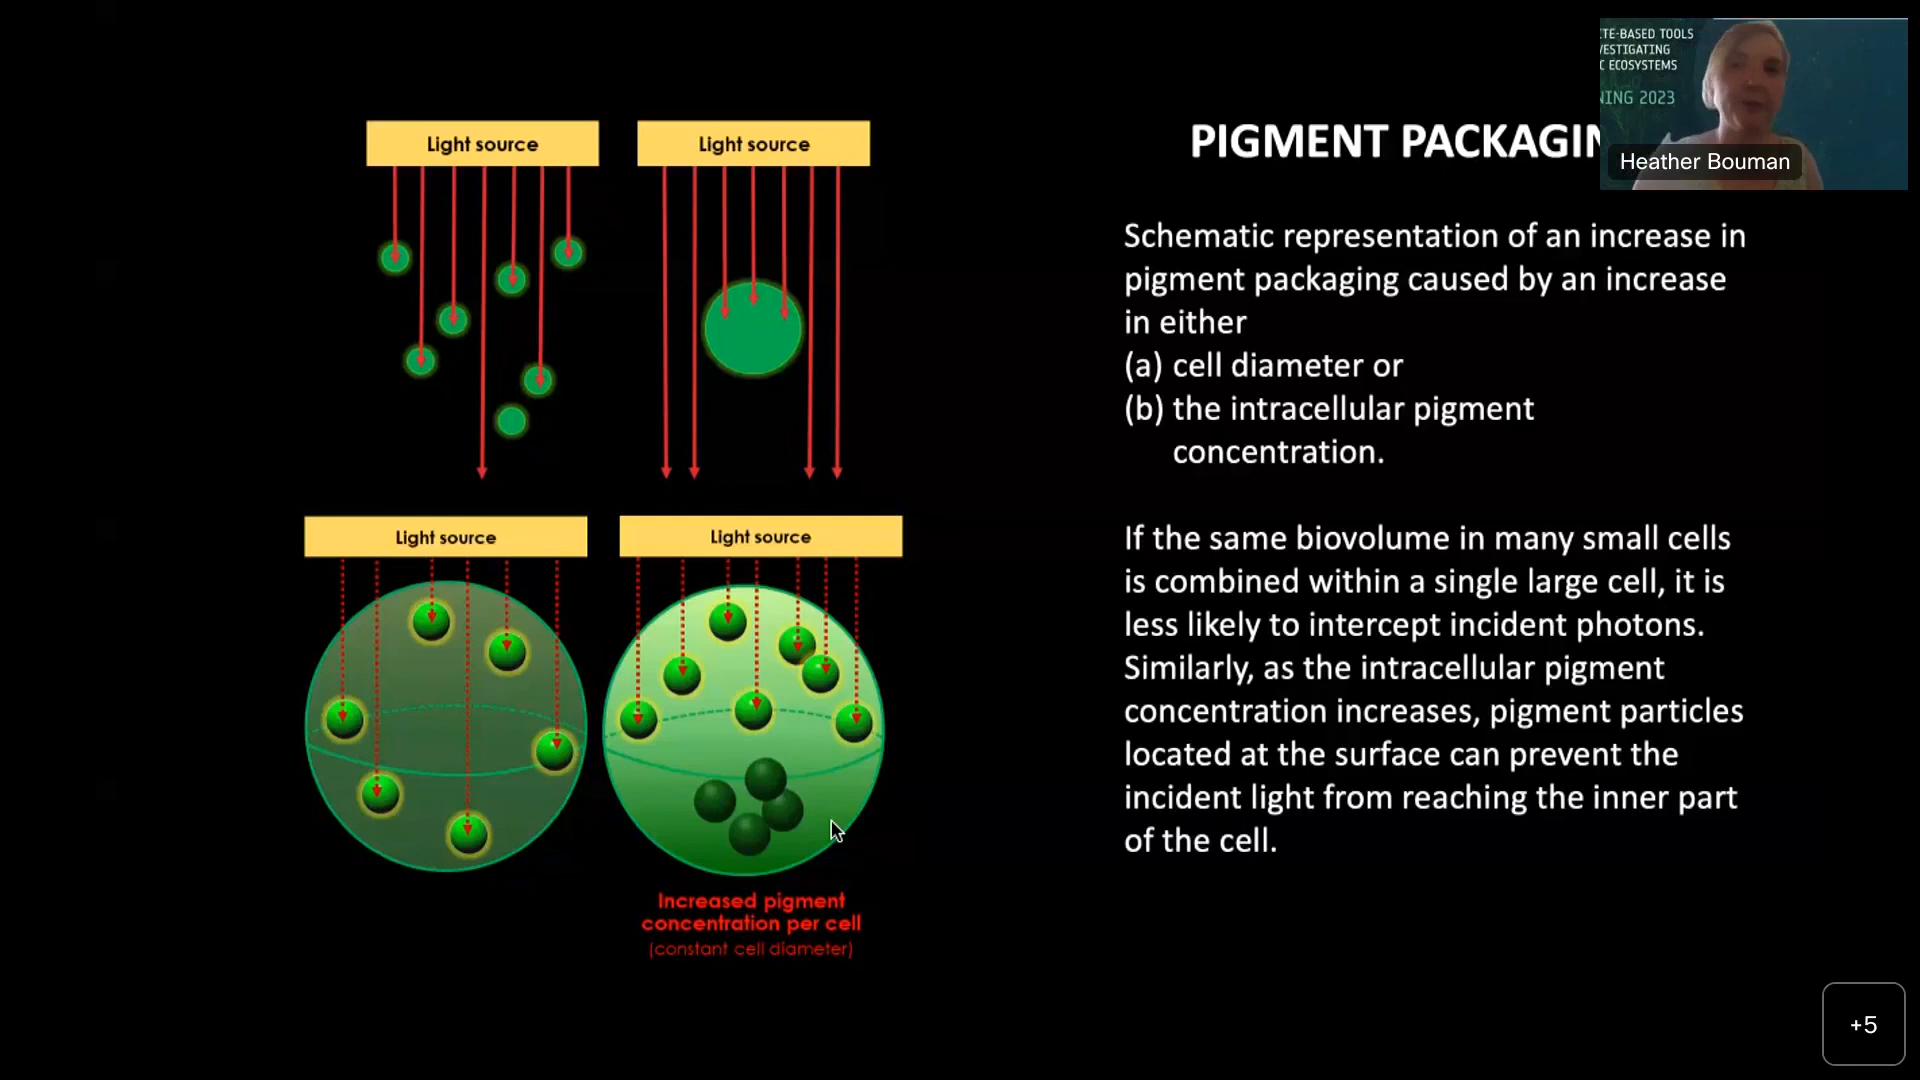 TE-BASED TOOLS
VESTIGATING
C ECOSYSTEMS
NING 2023
Heather Bouman
PIGMENT PACKAGIN
Light source
Light source
Schematic representation of an increase in
pigment packaging caused by an increase
in either
(a) cell diameter or
(b) the intracellular pigment
concentration.
Light source
Light source
If the same biovolume in many small cells
is combined within a single large cell, it is
less likely to intercept incident photons.
Similarly, as the intracellular pigment
concentration increases, pigment particles
located at the surface can prevent the
incident light from reaching the inner part
of the cell.
Increased pigment
concentration per cell
(constant cell diameter)
+5